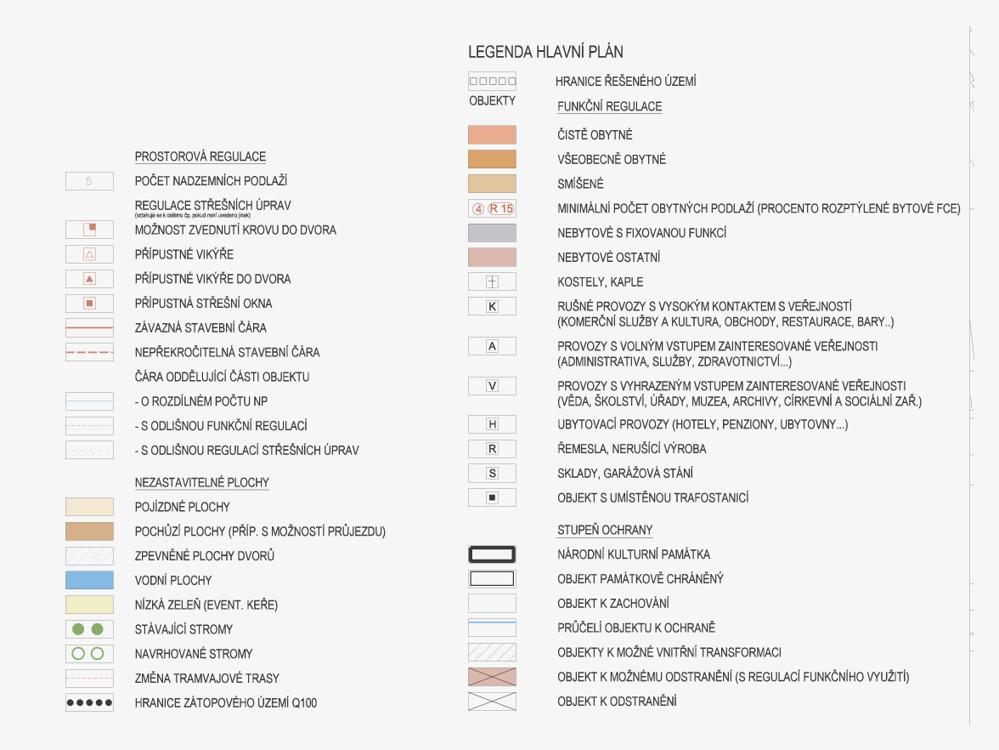 PROSTOROVÁ REGULACE
5
POČET NADZEMNÍCH PODLAŽÍ
REGULACE STŘEŠNÍCH ÚPRAV
(vztahuje se k celému čp, pokud není uvedeno jinak)
MOŽNOST ZVEDNUTÍ KROVU DO DVORA
PŘÍPUSTNÉ VIKÝŘE
PŘÍPUSTNÉ VIKÝŘE DO DVORA
PŘÍPUSTNÁ STŘEŠNÍ OKNA
ZÁVAZNÁ STAVEBNÍ ČÁRA
NEPŘEKROČITELNÁ STAVEBNÍ ČÁRA
ČÁRA ODDĚLUJÍCÍ ČÁSTI OBJEKTU
- O ROZDÍLNÉM POČTU NP
- S ODLIŠNOU FUNKČNÍ REGULACÍ
- S ODLIŠNOU REGULACÍ STŘEŠNÍCH ÚPRAV
NEZASTAVITELNÉ PLOCHY
POJÍZDNÉ PLOCHY
POCHŮZÍ PLOCHY (PŘÍP. S MOŽNOSTÍ PRŮJEZDU)
ZPEVNĚNÉ PLOCHY DVORŮ
VODNÍ PLOCHY
NÍZKÁ ZELEŇ (EVENT. KEŘE)
STÁVAJÍCÍ STROMY
NAVRHOVANÉ STROMY
ZMĚNA TRAMVAJOVÉ TRASY
HRANICE ZÁTOPOVÉHO ÚZEMÍ Q100
LEGENDA HLAVNÍ PLÁN
HRANICE ŘEŠENÉHO ÚZEMÍ
OBJEKTY
FUNKČNÍ REGULACE
ČISTĚ OBYTNÉ
VŠEOBECNĚ OBYTNÉ
SMÍŠENÉ
4 R 15
MINIMÁLNÍ POČET OBYTNÝCH PODLAŽÍ (PROCENTO ROZPTÝLENÉ BYTOVÉ FCE)
NEBYTOVÉ S FIXOVANOU FUNKCÍ
NEBYTOVÉ OSTATNÍ
KOSTELY, KAPLE
K
RUŠNÉ PROVOZY S VYSOKÝM KONTAKTEM S VEŘEJNOSTÍ
(KOMERČNÍ SLUŽBY A KULTURA, OBCHODY, RESTAURACE, BARY..)
A
PROVOZY S VOLNÝM VSTUPEM ZAINTERESOVANÉ VEŘEJNOSTI
(ADMINISTRATIVA, SLUŽBY, ZDRAVOTNICTVÍ...)
V
PROVOZY S VYHRAZENÝM VSTUPEM ZAINTERESOVANÉ VEŘEJNOSTI
(VĚDA, ŠKOLSTVÍ, ÚŘADY, MUZEA, ARCHIVY, CÍRKEVNÍ A SOCIÁLNÍ ZAŘ.)
H
UBYTOVACÍ PROVOZY (HOTELY, PENZIONY, UBYTOVNY...)
R
ŘEMESLA, NERUŠÍCÍ VÝROBA
S
SKLADY, GARÁŽOVÁ STÁNÍ
OBJEKT S UMÍSTĚNOU TRAFOSTANICÍ
STUPEŇ OCHRANY
NÁRODNÍ KULTURNÍ PAMÁTKA
OBJEKT PAMÁTKOVĚ CHRÁNĚNÝ
OBJEKT K ZACHOVÁNÍ
PRŮČELÍ OBJEKTU K OCHRANĚ
OBJEKTY K MOŽNÉ VNITŘNÍ TRANSFORMACI
OBJEKT K MOŽNÉMU ODSTRANĚNÍ (S REGULACÍ FUNKČNÍHO VYUŽITÍ)
OBJEKT K ODSTRANĚNÍ